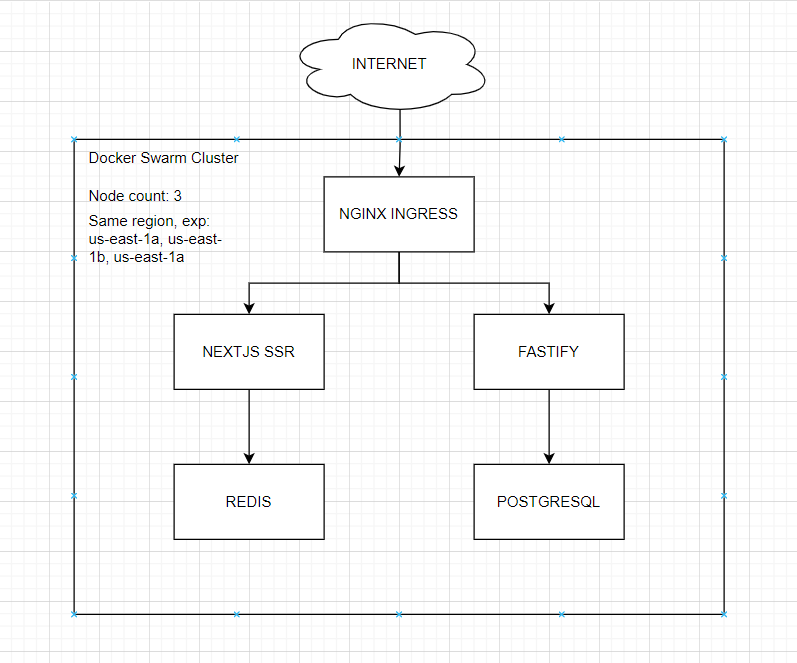 INTERNET
Docker Swarm Cluster
Node count: 3
Same region, exp:
us-east-1a, us-east-
1b, us-east-1a
NGINX INGRESS
NEXTJS SSR
FASTIFY
REDIS
POSTGRESQL